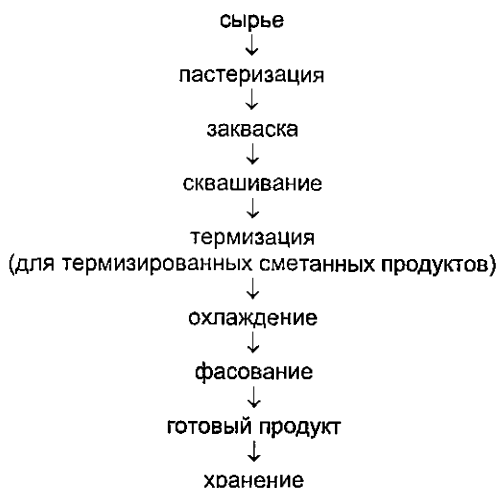 сырье
↓
пастеризация
↓
закваска
↓
сквашивание
↓
термизация
(для термизированных сметанных продуктов)
↓
охлаждение
↓
фасование
↓
готовый продукт
↓
хранение